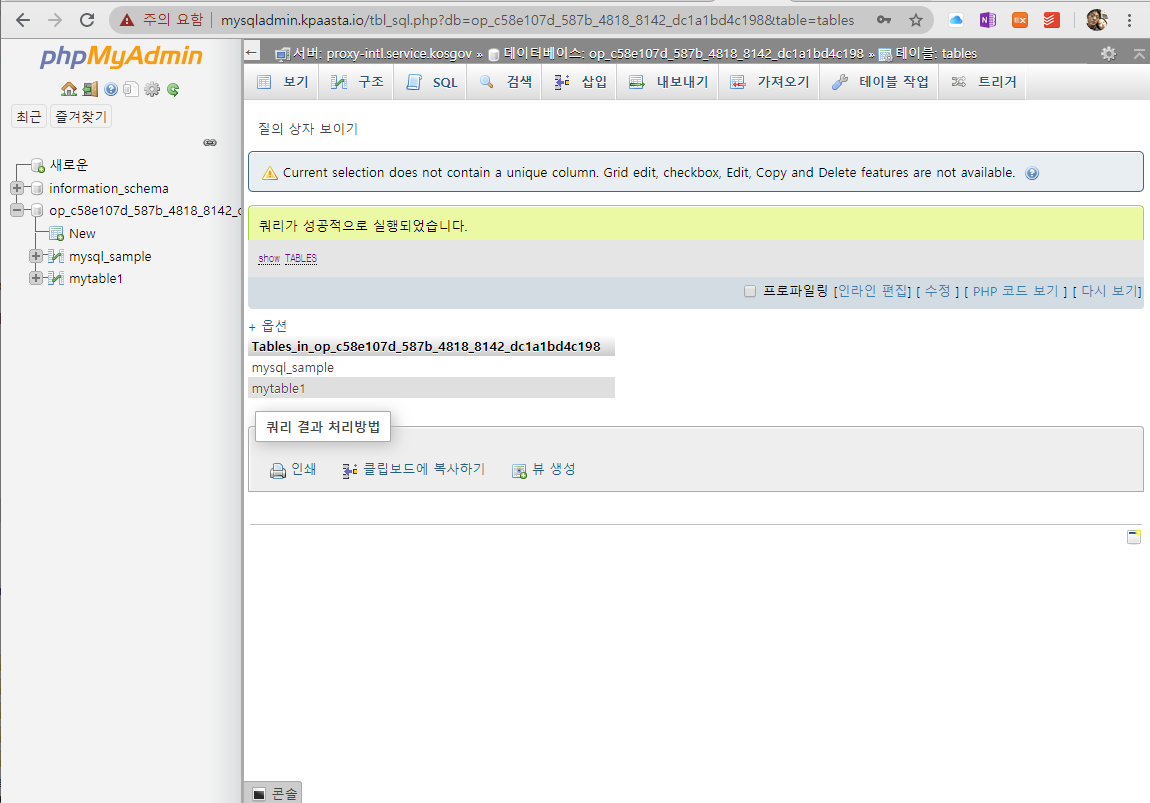 주의 요함 mysqladmin.kpaasta.io/tbl_sql.php?db=op_c58e107d_587b_4818_8142_dc1a1bd4c198&table=tables
phpMyAdmin
최근 즐겨찾기
새로운
information_schema
op_c58e107d_587b_4818_8142_d
New
mysql_sample
mytable1
서버: proxy-intl.service.kosgov » 데이터베이스: op_c58e107d_587b_4818_8142_dc1a1bd4c198 » 테이블: tables
보기 구조 SQL 검색 삽입 내보내기 가져오기 테이블 작업 트리거
질의 상자 보이기
Current selection does not contain a unique column. Grid edit, checkbox, Edit, Copy and Delete features are not available.
쿼리가 성공적으로 실행되었습니다.
show TABLES
프로파일링 [인라인 편집] [ 수정 ] [ PHP 코드 보기 ] [ 다시 보기]
+ 옵션
Tables_in_op_c58e107d_587b_4818_8142_dc1a1bd4c198
mysql_sample
mytable1
쿼리 결과 처리방법
인쇄 클립보드에 복사하기 뷰 생성
콘솔